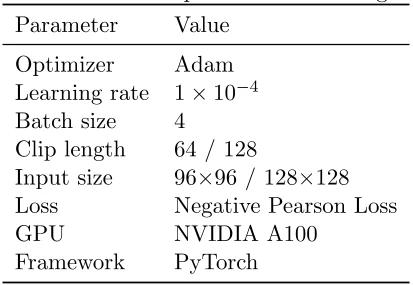 Parameter Value
Optimizer Adam
Learning rate 1 × 10⁻⁴
Batch size 4
Clip length 64 / 128
Input size 96×96 / 128×128
Loss Negative Pearson Loss
GPU NVIDIA A100
Framework PyTorch